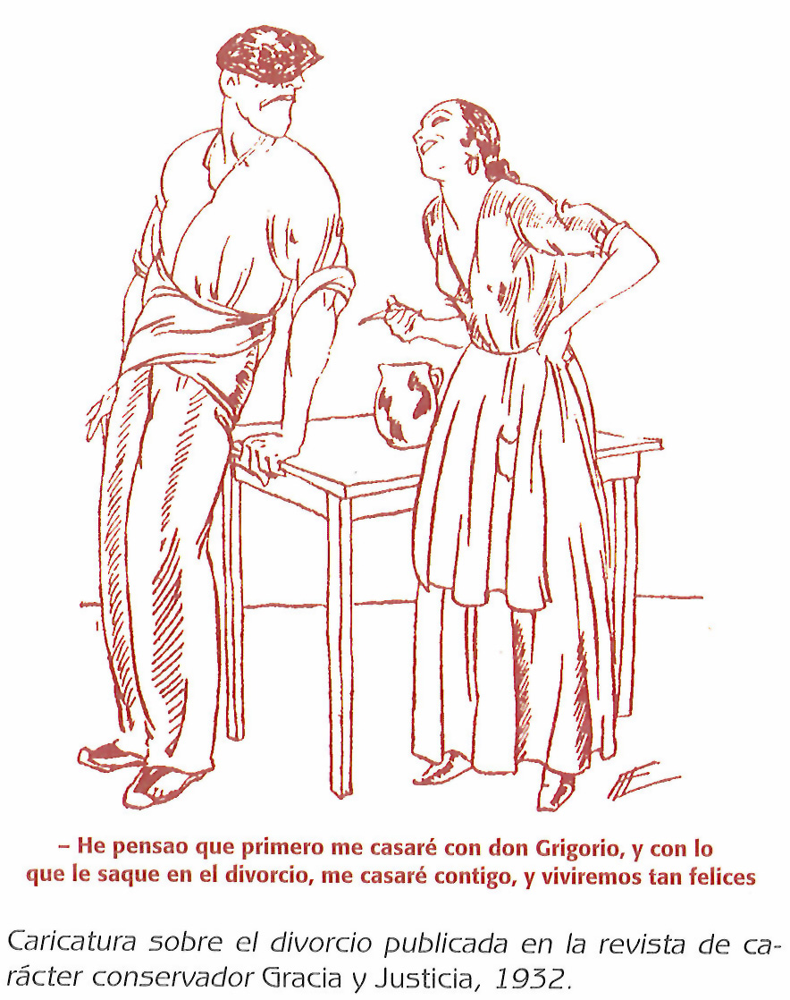 – He pensao que primero me casaré con don Grigorio, y con lo
que le saque en el divorcio, me casaré contigo, y viviremos tan felices
Caricatura sobre el divorcio publicada en la revista de ca-
rácter conservador Gracia y Justicia, 1932.